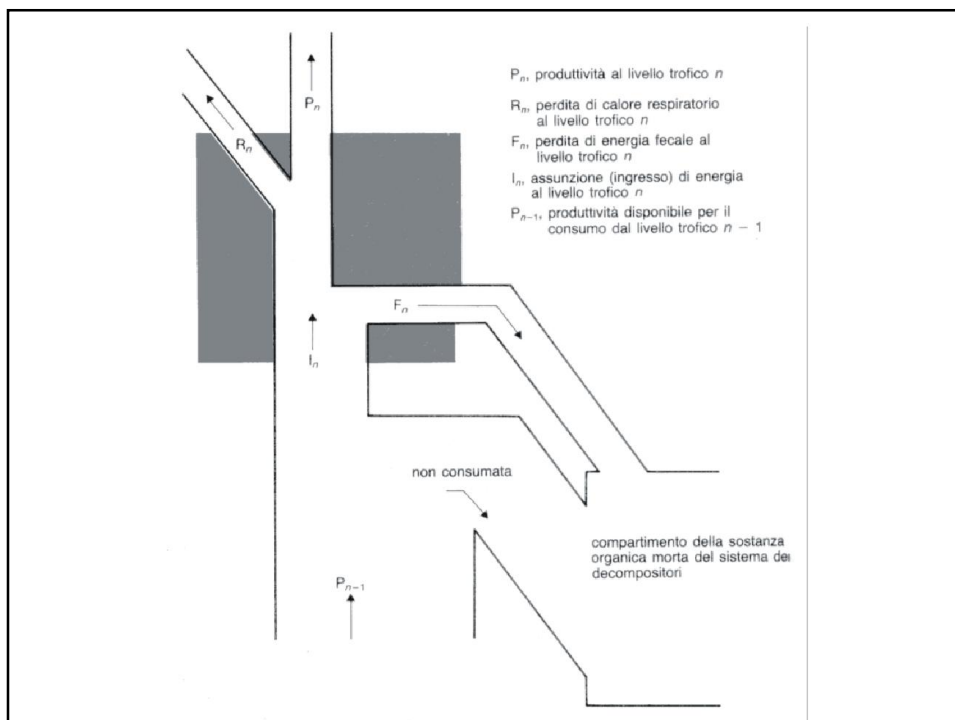 Pn, produttività al livello trofico n
Rn, perdita di calore respiratorio
al livello trofico n
Fn, perdita di energia fecale al
livello trofico n
In, assunzione (ingresso) di energia
al livello trofico n
Pn−1, produttività disponibile per il
consumo dal livello trofico n − 1
Pn
Rn
Fn
In
non consumata
compartimento della sostanza
organica morta del sistema dei
decompositori
Pn−1